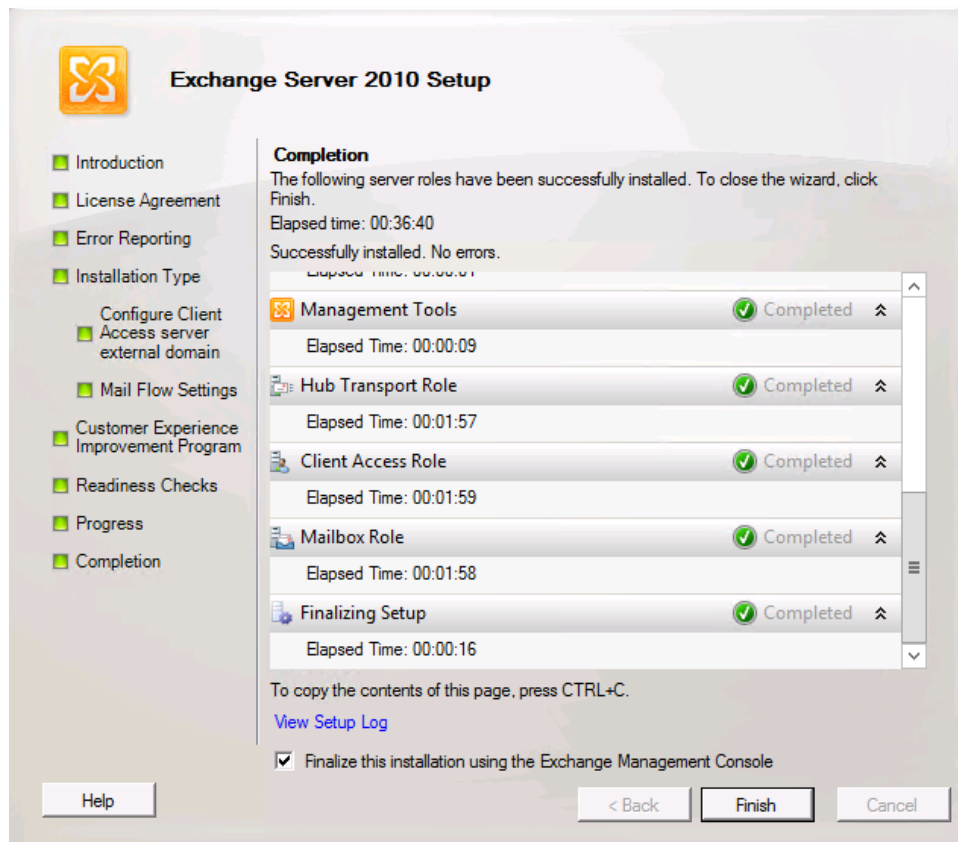 Exchange Server 2010 Setup
Introduction
License Agreement
Error Reporting
Installation Type
Configure Client
Access server
external domain
Mail Flow Settings
Customer Experience
Improvement Program
Readiness Checks
Progress
Completion
Completion
The following server roles have been successfully installed. To close the wizard, click
Finish.
Elapsed time: 00:36:40
Successfully installed. No errors.
Elapsed Time: 00:00:01
Management Tools Completed
Elapsed Time: 00:00:09
Hub Transport Role Completed
Elapsed Time: 00:01:57
Client Access Role Completed
Elapsed Time: 00:01:59
Mailbox Role Completed
Elapsed Time: 00:01:58
Finalizing Setup Completed
Elapsed Time: 00:00:16
To copy the contents of this page, press CTRL+C.
View Setup Log
Finalize this installation using the Exchange Management Console
Help
< Back Finish Cancel